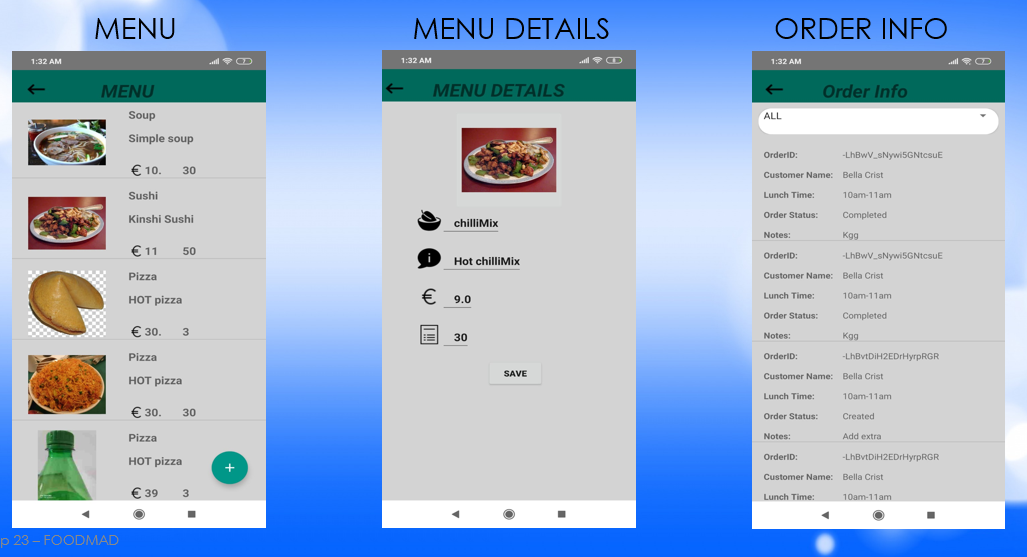 MENU
MENU DETAILS
ORDER INFO
1:32 AM
MENU
Soup
Simple soup
€ 10. 30
Sushi
Kinshi Sushi
€ 11 50
Pizza
HOT pizza
€ 30. 3
Pizza
HOT pizza
€ 30. 30
Pizza
HOT pizza
€ 39 3
+
1:32 AM
MENU DETAILS
chilliMix
Hot chilliMix
€ 9.0
30
SAVE
1:32 AM
Order Info
ALL
OrderID: -LhBwV_sNywi5GNtcsuE
Customer Name: Bella Crist
Lunch Time: 10am-11am
Order Status: Completed
Notes: Kgg
OrderID: -LhBwV_sNywi5GNtcsuE
Customer Name: Bella Crist
Lunch Time: 10am-11am
Order Status: Completed
Notes: Kgg
OrderID: -LhBvtDiH2EDrHyrpRGR
Customer Name: Bella Crist
Lunch Time: 10am-11am
Order Status: Created
Notes: Add extra
OrderID: -LhBvtDiH2EDrHyrpRGR
Customer Name: Bella Crist
Lunch Time: 10am-11am
p 23 – FOODMAD